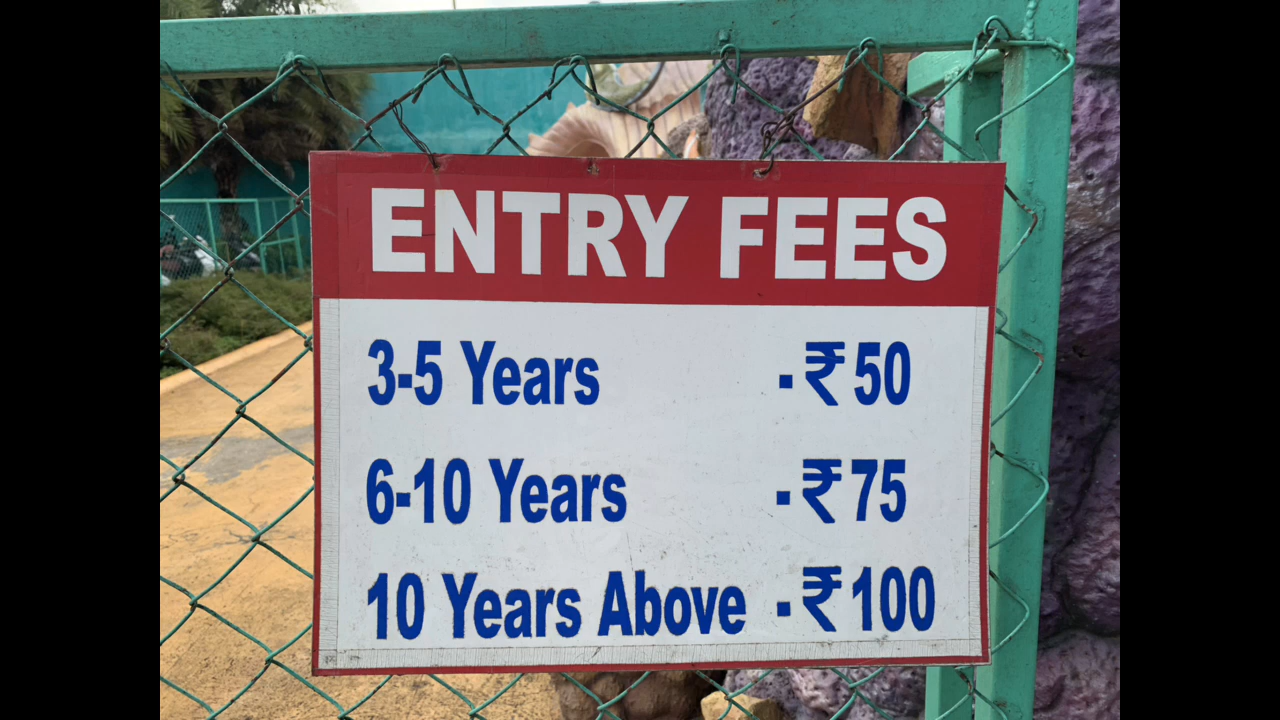 ENTRY FEES
3-5 Years - ₹ 50
6-10 Years - ₹ 75
10 Years Above - ₹ 100